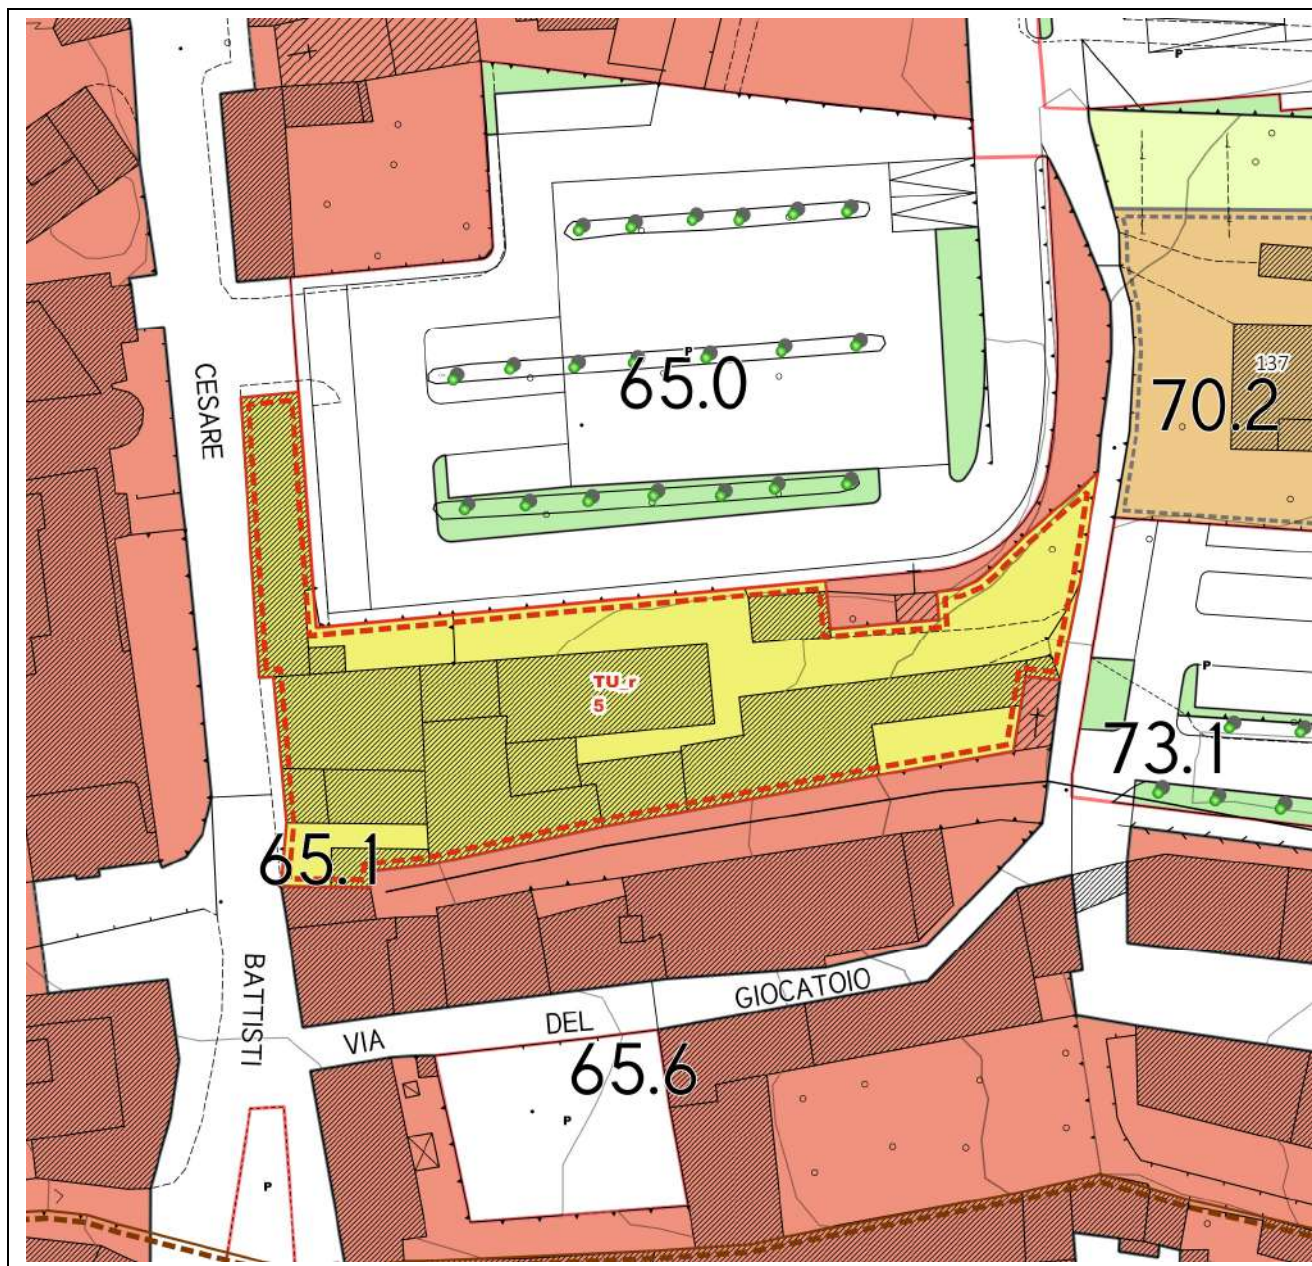 P
CESARE
P
65.0
137
70.2
TU_r
5
P
73.1
65.1
BATTISTI
VIA DEL GIOCATOIO
65.6
P
P